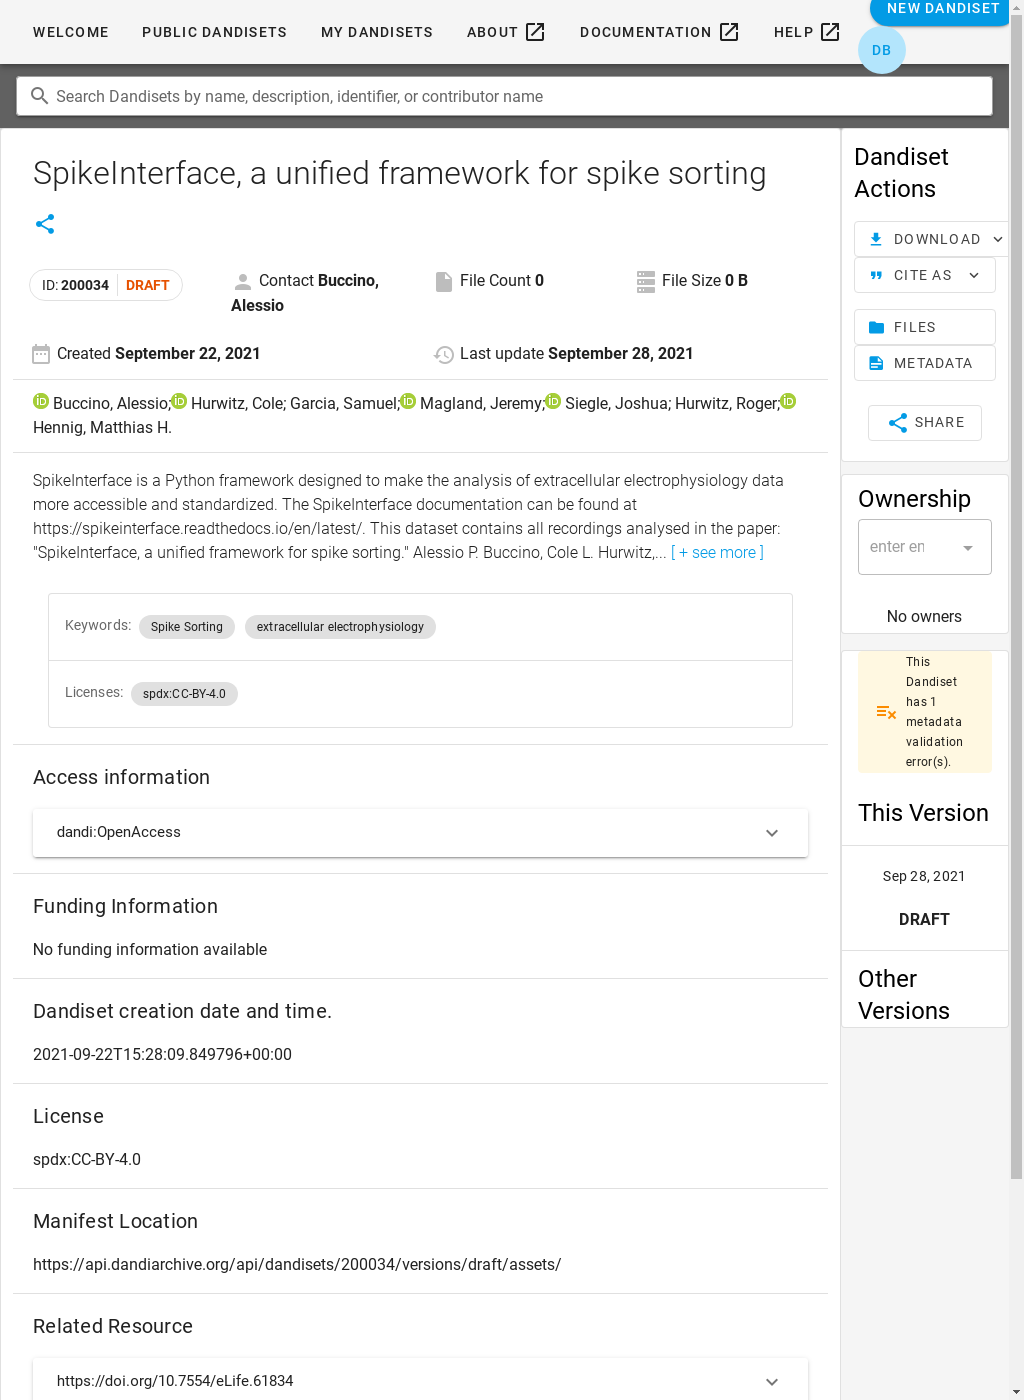 WELCOME PUBLIC DANDISETS MY DANDISETS ABOUT DOCUMENTATION HELP NEW DANDISET
DB
Search Dandisets by name, description, identifier, or contributor name
SpikeInterface, a unified framework for spike sorting
ID: 200034 DRAFT
Contact Buccino, Alessio
File Count 0
File Size 0 B
Created September 22, 2021
Last update September 28, 2021
Buccino, Alessio; Hurwitz, Cole; Garcia, Samuel; Magland, Jeremy; Siegle, Joshua; Hurwitz, Roger;
Hennig, Matthias H.
SpikeInterface is a Python framework designed to make the analysis of extracellular electrophysiology data
more accessible and standardized. The SpikeInterface documentation can be found at
https://spikeinterface.readthedocs.io/en/latest/. This dataset contains all recordings analysed in the paper:
"SpikeInterface, a unified framework for spike sorting." Alessio P. Buccino, Cole L. Hurwitz,... [ + see more ]
Keywords: Spike Sorting extracellular electrophysiology
Licenses: spdx:CC-BY-4.0
Access information
dandi:OpenAccess
Funding Information
No funding information available
Dandiset creation date and time.
2021-09-22T15:28:09.849796+00:00
License
spdx:CC-BY-4.0
Manifest Location
https://api.dandiarchive.org/api/dandisets/200034/versions/draft/assets/
Related Resource
https://doi.org/10.7554/eLife.61834
Dandiset
Actions
DOWNLOAD
CITE AS
FILES
METADATA
SHARE
Ownership
enter en
No owners
This
Dandiset
has 1
metadata
validation
error(s).
This Version
Sep 28, 2021
DRAFT
Other
Versions